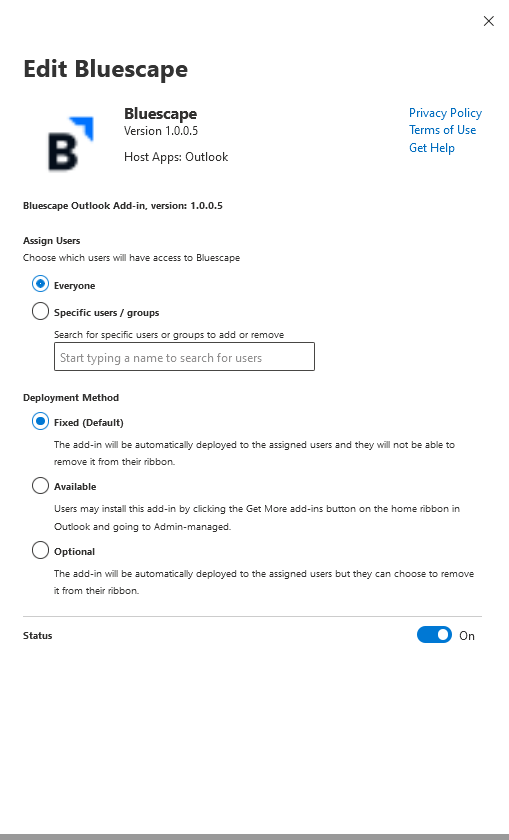 Edit Bluescape
B
Bluescape
Version 1.0.0.5
Host Apps: Outlook
Privacy Policy
Terms of Use
Get Help
Bluescape Outlook Add-in, version: 1.0.0.5
Assign Users
Choose which users will have access to Bluescape
Everyone
Specific users / groups
Search for specific users or groups to add or remove
Start typing a name to search for users
Deployment Method
Fixed (Default)
The add-in will be automatically deployed to the assigned users and they will not be able to
remove it from their ribbon.
Available
Users may install this add-in by clicking the Get More add-ins button on the home ribbon in
Outlook and going to Admin-managed.
Optional
The add-in will be automatically deployed to the assigned users but they can choose to remove
it from their ribbon.
Status
On